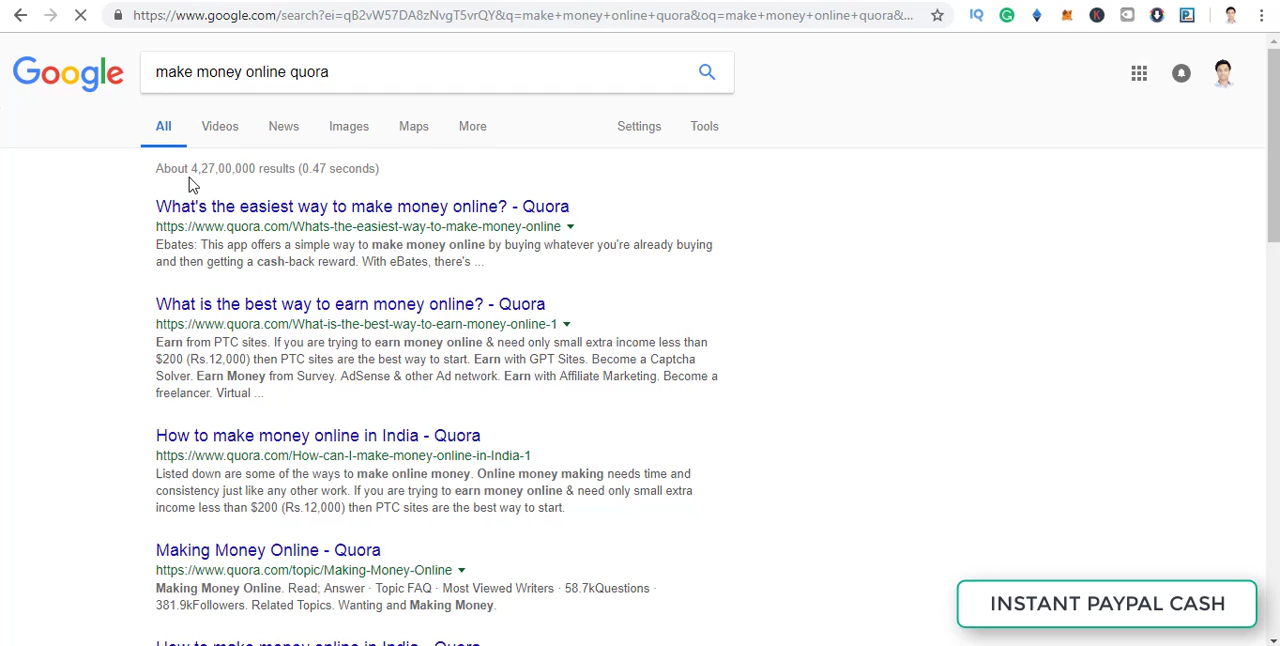 https://www.google.com/search?ei=qB2vW57DA8zNvgT5vrQY&q=make+money+online+quora&oq=make+money+online+quora&...
Google
make money online quora
All Videos News Images Maps More Settings Tools
About 4,27,00,000 results (0.47 seconds)
What's the easiest way to make money online? - Quora
https://www.quora.com/Whats-the-easiest-way-to-make-money-online
Ebates: This app offers a simple way to make money online by buying whatever you're already buying
and then getting a cash-back reward. With eBates, there's ...
What is the best way to earn money online? - Quora
https://www.quora.com/What-is-the-best-way-to-earn-money-online-1
Earn from PTC sites. If you are trying to earn money online & need only small extra income less than
$200 (Rs.12,000) then PTC sites are the best way to start. Earn with GPT Sites. Become a Captcha
Solver. Earn Money from Survey. AdSense & other Ad network. Earn with Affiliate Marketing. Become a
freelancer. Virtual ...
How to make money online in India - Quora
https://www.quora.com/How-can-I-make-money-online-in-India-1
Listed down are some of the ways to make online money. Online money making needs time and
consistency just like any other work. If you are trying to earn money online & need only small extra
income less than $200 (Rs.12,000) then PTC sites are the best way to start.
Making Money Online - Quora
https://www.quora.com/topic/Making-Money-Online
Making Money Online. Read; Answer · Topic FAQ · Most Viewed Writers · 58.7kQuestions ·
381.9kFollowers. Related Topics. Wanting and Making Money.
INSTANT PAYPAL CASH
How to make money online in India - Quora